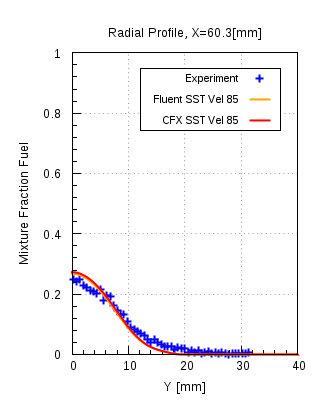 Radial Profile, X=60.3[mm]
1
Experiment
Fluent SST Vel 85
CFX SST Vel 85
0.8
0.6
Mixture Fraction Fuel
0.4
0.2
0
0 10 20 30 40
Y [mm]